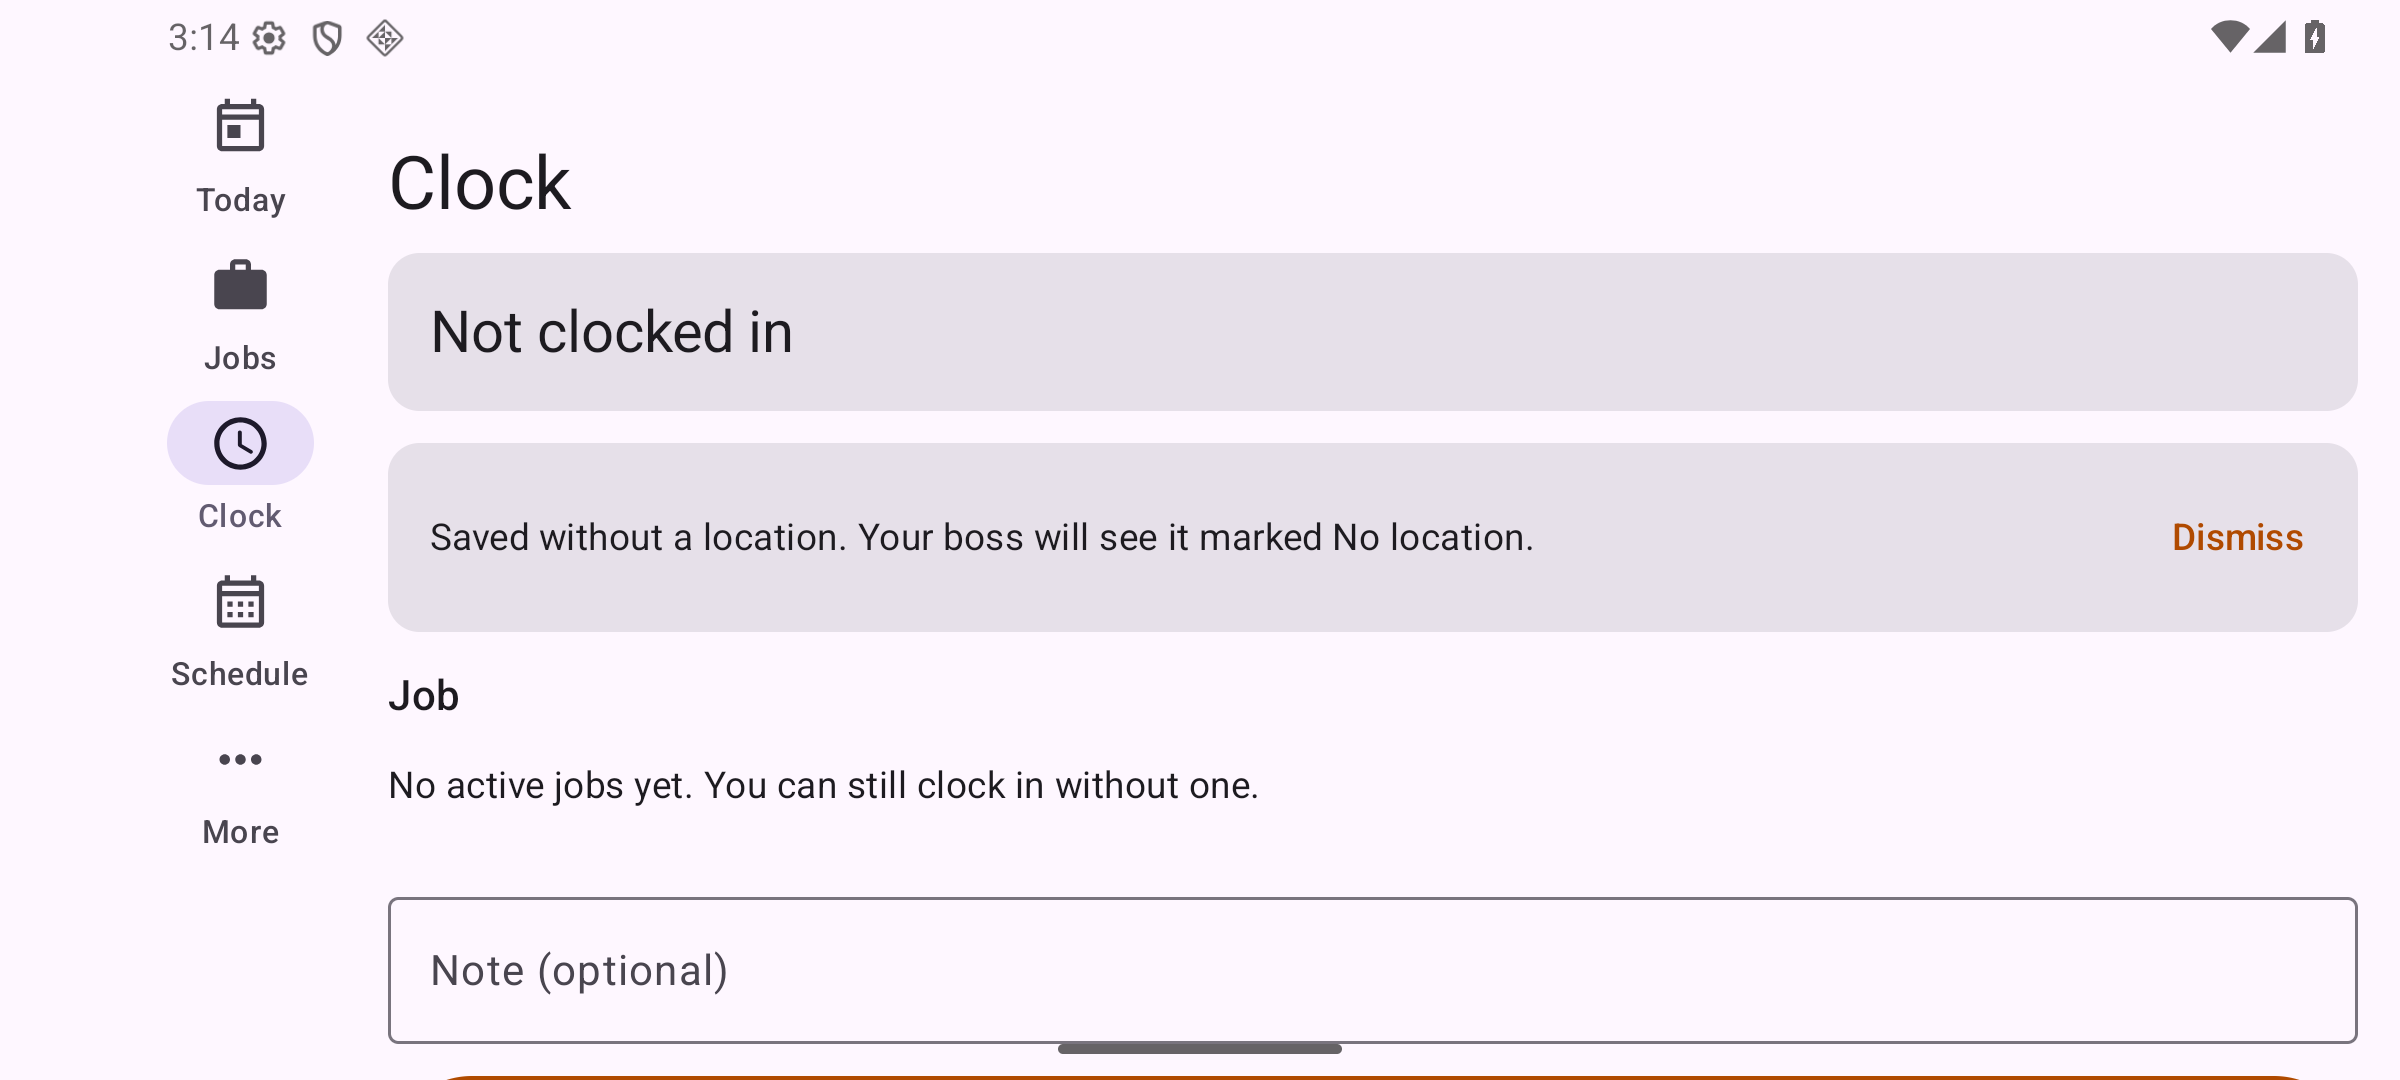 3:14
Today
Jobs
Clock
Schedule
More
Clock
Not clocked in
Saved without a location. Your boss will see it marked No location.
Dismiss
Job
No active jobs yet. You can still clock in without one.
Note (optional)